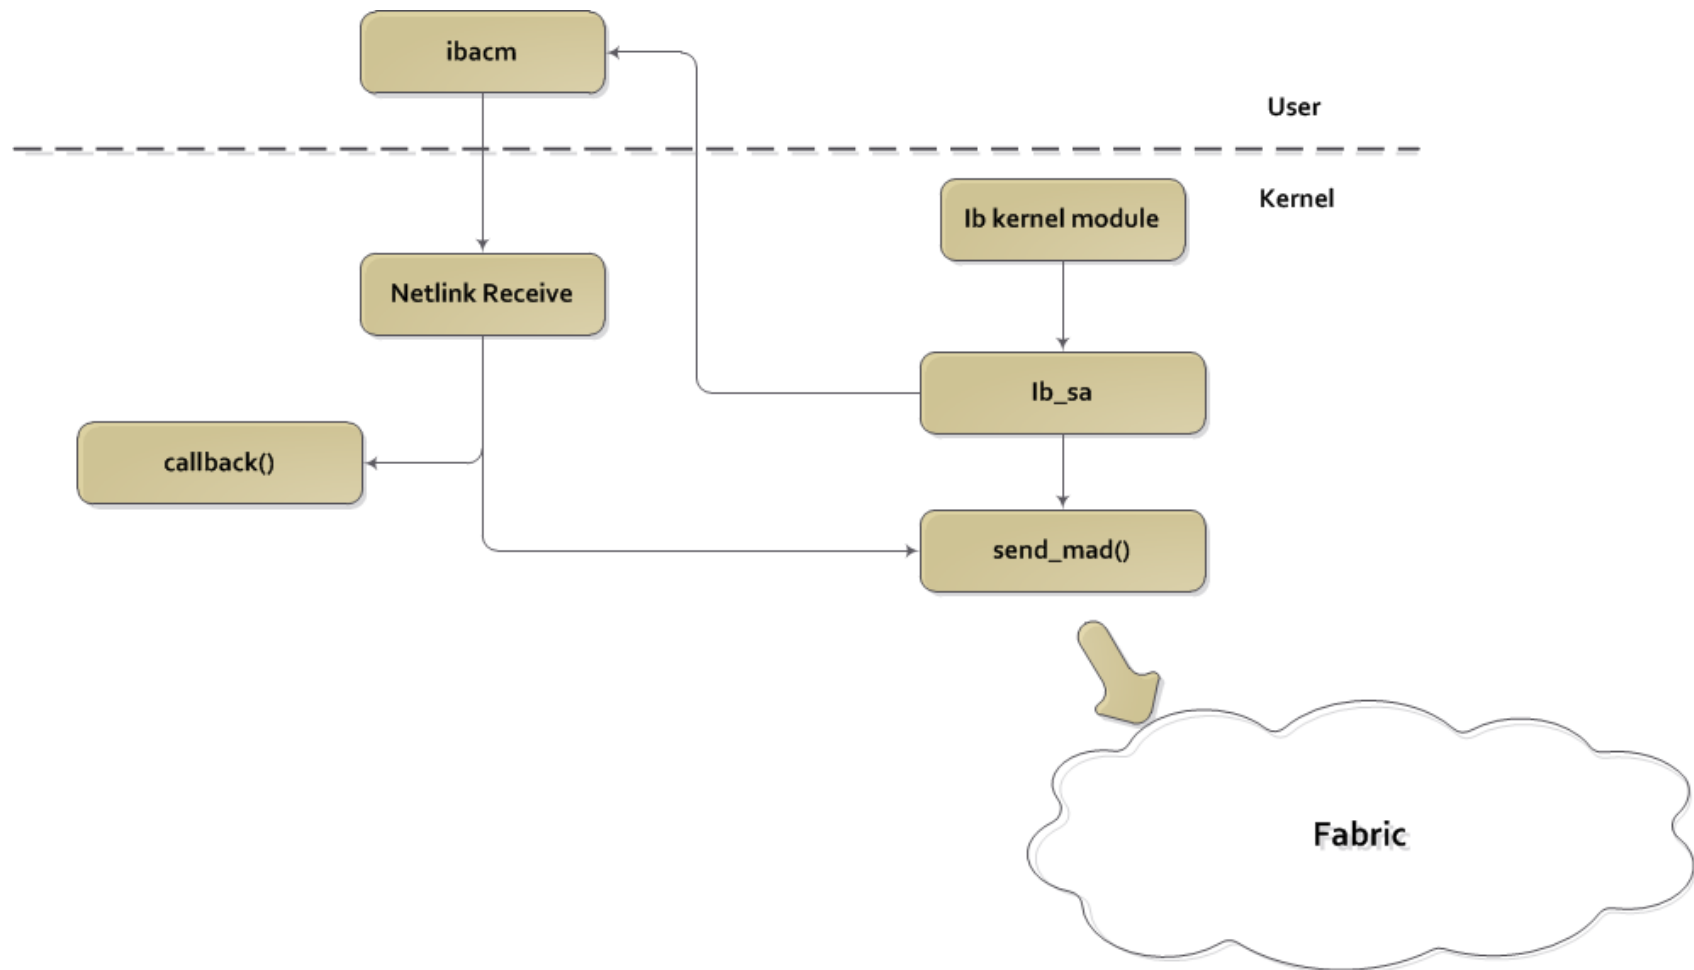 ibacm
User
Kernel
Ib kernel module
Netlink Receive
Ib_sa
callback()
send_mad()
Fabric